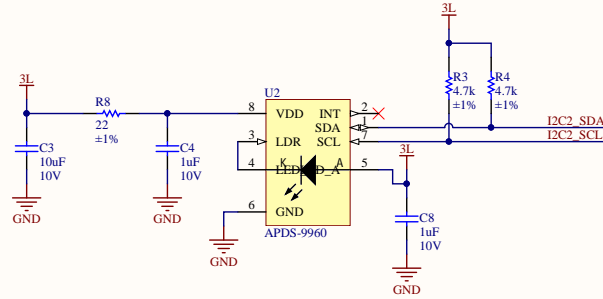 3L
3L
R8
22
±1%
C3
10uF
10V
GND
C4
1uF
10V
GND
U2
8
VDD
INT
2
SDA
1
3
LDR
SCL
7
4
K
A
5
6
GND
APDS-9960
GND
R3
4.7k
±1%
R4
4.7k
±1%
I2C2_SDA
I2C2_SCL
3L
C8
1uF
10V
GND